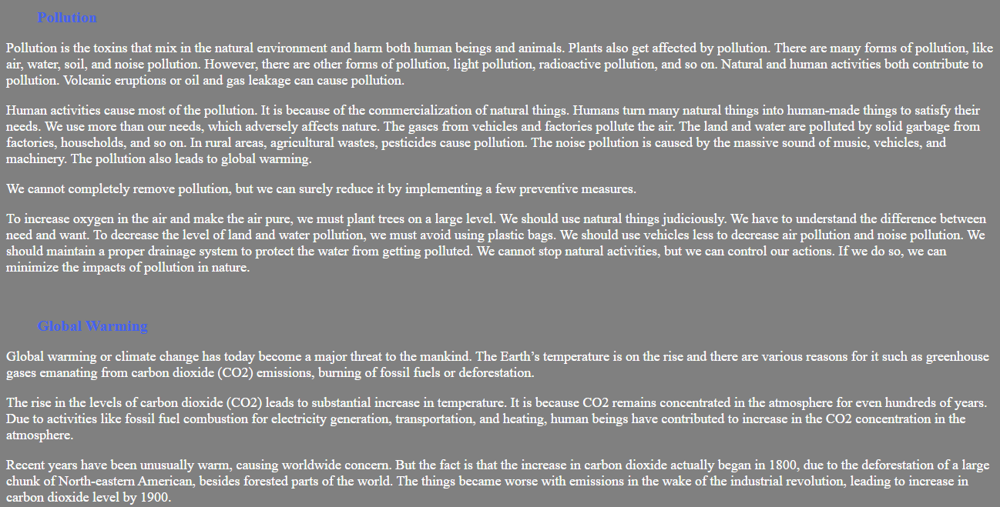 Pollution
Pollution is the toxins that mix in the natural environment and harm both human beings and animals. Plants also get affected by pollution. There are many forms of pollution, like
air, water, soil, and noise pollution. However, there are other forms of pollution, light pollution, radioactive pollution, and so on. Natural and human activities both contribute to
pollution. Volcanic eruptions or oil and gas leakage can cause pollution.
Human activities cause most of the pollution. It is because of the commercialization of natural things. Humans turn many natural things into human-made things to satisfy their
needs. We use more than our needs, which adversely affects nature. The gases from vehicles and factories pollute the air. The land and water are polluted by solid garbage from
factories, households, and so on. In rural areas, agricultural wastes, pesticides cause pollution. The noise pollution is caused by the massive sound of music, vehicles, and
machinery. The pollution also leads to global warming.
We cannot completely remove pollution, but we can surely reduce it by implementing a few preventive measures.
To increase oxygen in the air and make the air pure, we must plant trees on a large level. We should use natural things judiciously. We have to understand the difference between
need and want. To decrease the level of land and water pollution, we must avoid using plastic bags. We should use vehicles less to decrease air pollution and noise pollution. We
should maintain a proper drainage system to protect the water from getting polluted. We cannot stop natural activities, but we can control our actions. If we do so, we can
minimize the impacts of pollution in nature.
Global Warming
Global warming or climate change has today become a major threat to the mankind. The Earth’s temperature is on the rise and there are various reasons for it such as greenhouse
gases emanating from carbon dioxide (CO2) emissions, burning of fossil fuels or deforestation.
The rise in the levels of carbon dioxide (CO2) leads to substantial increase in temperature. It is because CO2 remains concentrated in the atmosphere for even hundreds of years.
Due to activities like fossil fuel combustion for electricity generation, transportation, and heating, human beings have contributed to increase in the CO2 concentration in the
atmosphere.
Recent years have been unusually warm, causing worldwide concern. But the fact is that the increase in carbon dioxide actually began in 1800, due to the deforestation of a large
chunk of North-eastern American, besides forested parts of the world. The things became worse with emissions in the wake of the industrial revolution, leading to increase in
carbon dioxide level by 1900.